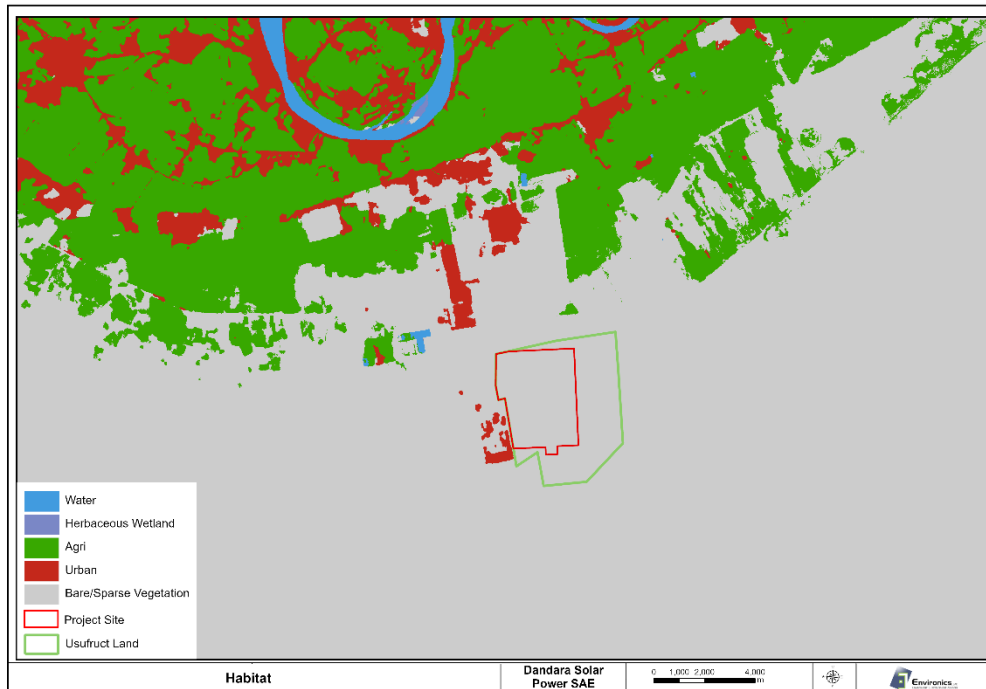 Water
Herbaceous Wetland
Agri
Urban
Bare/Sparse Vegetation
Project Site
Usufruct Land
Habitat
Dandara Solar
Power SAE
0 1,000 2,000 4,000
m
Environics